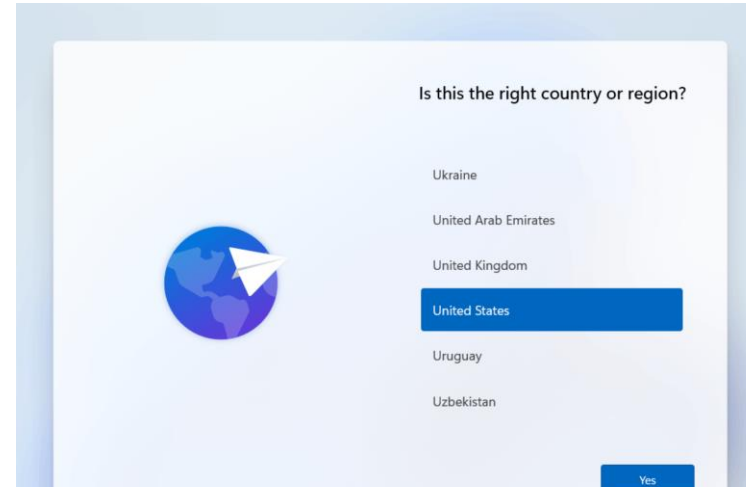 Is this the right country or region?
Ukraine
United Arab Emirates
United Kingdom
United States
Uruguay
Uzbekistan
Yes